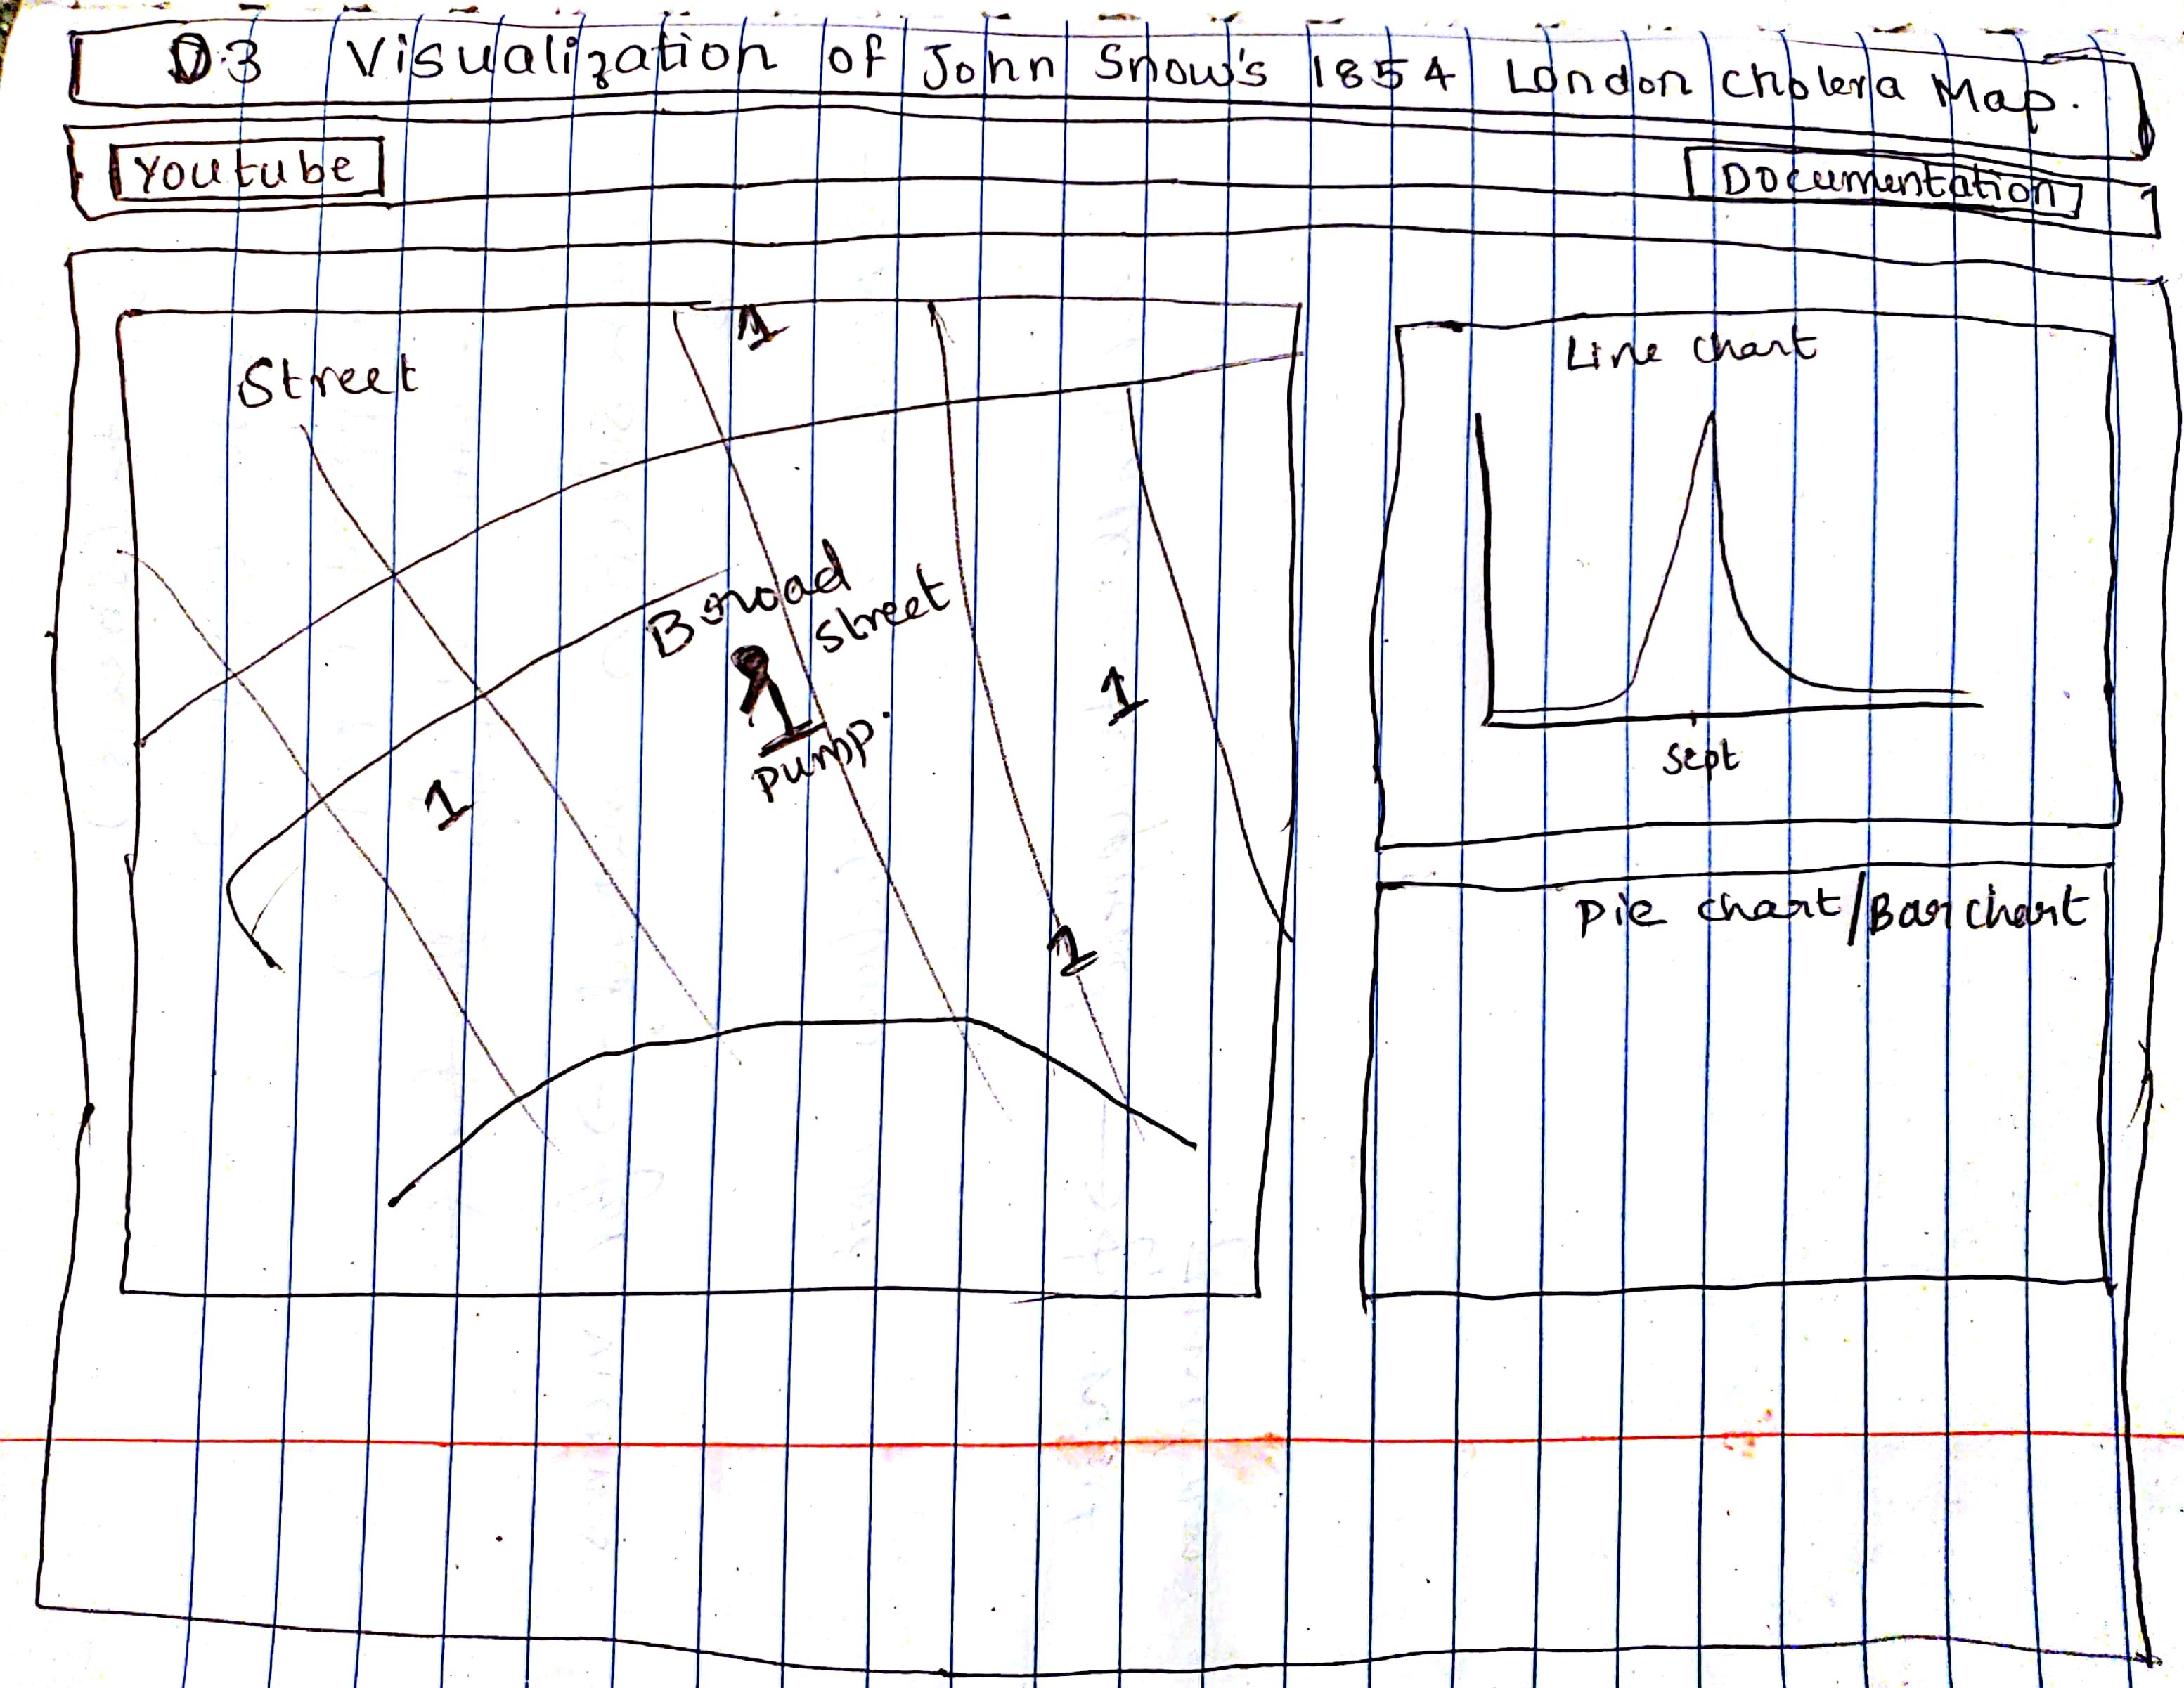 D3 Visualization of John Snow's 1854 London Cholera Map.
Youtube
Documentation
Street
1
Broad
Street
1
pump.
1
1
1
Line chart
Sept
Pie chart/Bar chart